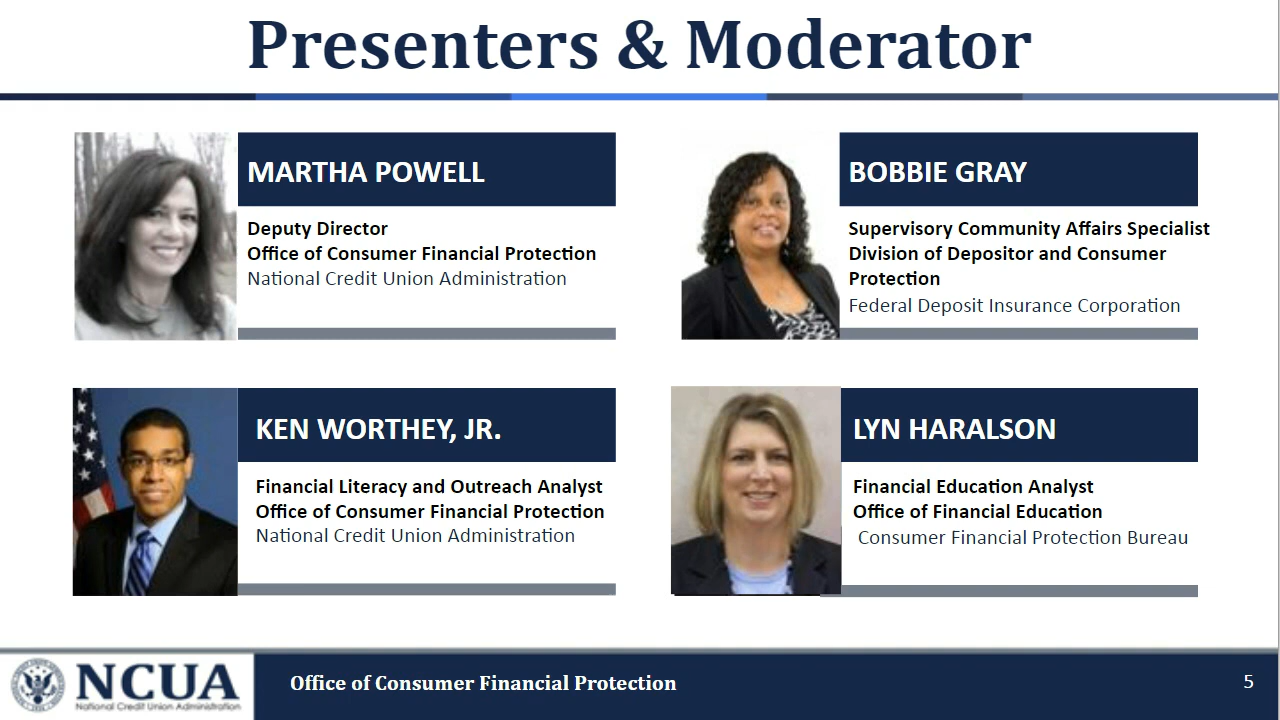 Presenters & Moderator
MARTHA POWELL
Deputy Director
Office of Consumer Financial Protection
National Credit Union Administration
BOBBIE GRAY
Supervisory Community Affairs Specialist
Division of Depositor and Consumer
Protection
Federal Deposit Insurance Corporation
KEN WORTHEY, JR.
Financial Literacy and Outreach Analyst
Office of Consumer Financial Protection
National Credit Union Administration
LYN HARALSON
Financial Education Analyst
Office of Financial Education
Consumer Financial Protection Bureau
NCUA
National Credit Union Administration
Office of Consumer Financial Protection
5